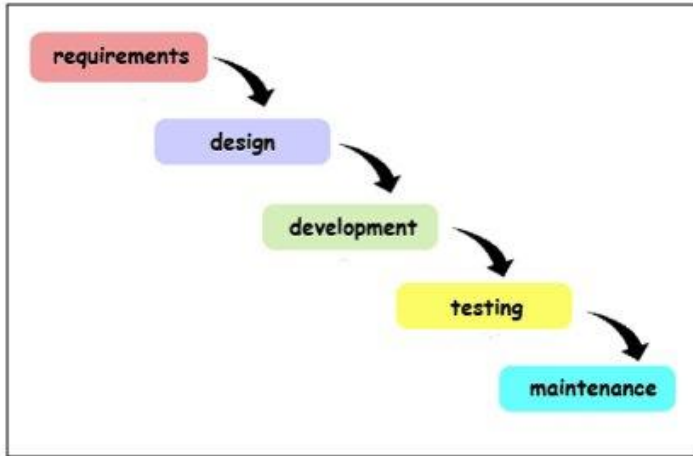 requirements
design
development
testing
maintenance